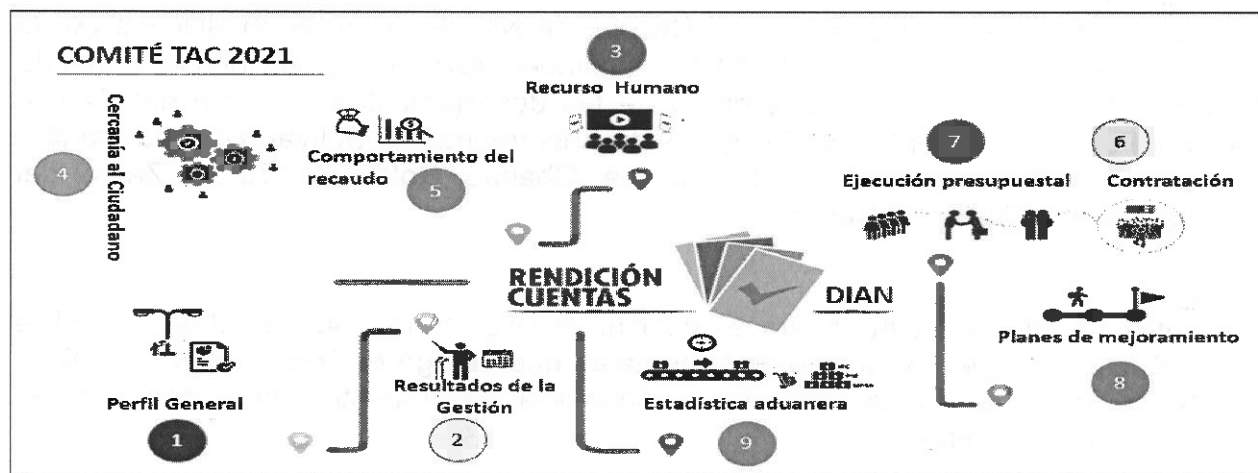 COMITÉ TAC 2021
3
Recurso Humano
4
Cercanía al Ciudadano
Comportamiento del
recaudo
5
7
Ejecución presupuestal
6
Contratación
RENDICIÓN
CUENTAS
DIAN
Planes de mejoramiento
8
Perfil General
1
Resultados de la
Gestión
2
Estadística aduanera
9